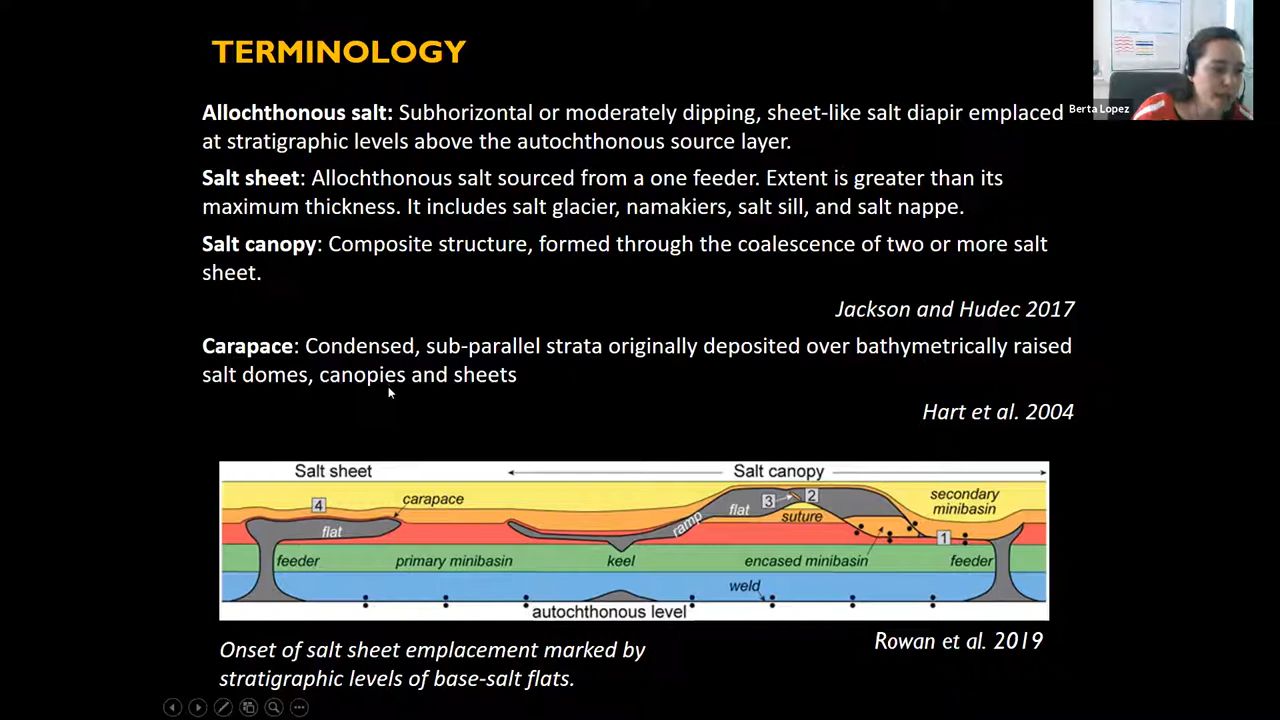 TERMINOLOGY
Berta Lopez
Allochthonous salt: Subhorizontal or moderately dipping, sheet-like salt diapir emplaced
at stratigraphic levels above the autochthonous source layer.
Salt sheet: Allochthonous salt sourced from a one feeder. Extent is greater than its
maximum thickness. It includes salt glacier, namakiers, salt sill, and salt nappe.
Salt canopy: Composite structure, formed through the coalescence of two or more salt
sheet.
Jackson and Hudec 2017
Carapace: Condensed, sub-parallel strata originally deposited over bathymetrically raised
salt domes, canopies and sheets
Hart et al. 2004
Salt sheet
Salt canopy
4
carapace
3
2
secondary
minibasin
flat
ramp
flat
suture
1
feeder
primary minibasin
keel
encased minibasin
feeder
weld
autochthonous level
Rowan et al. 2019
Onset of salt sheet emplacement marked by
stratigraphic levels of base-salt flats.